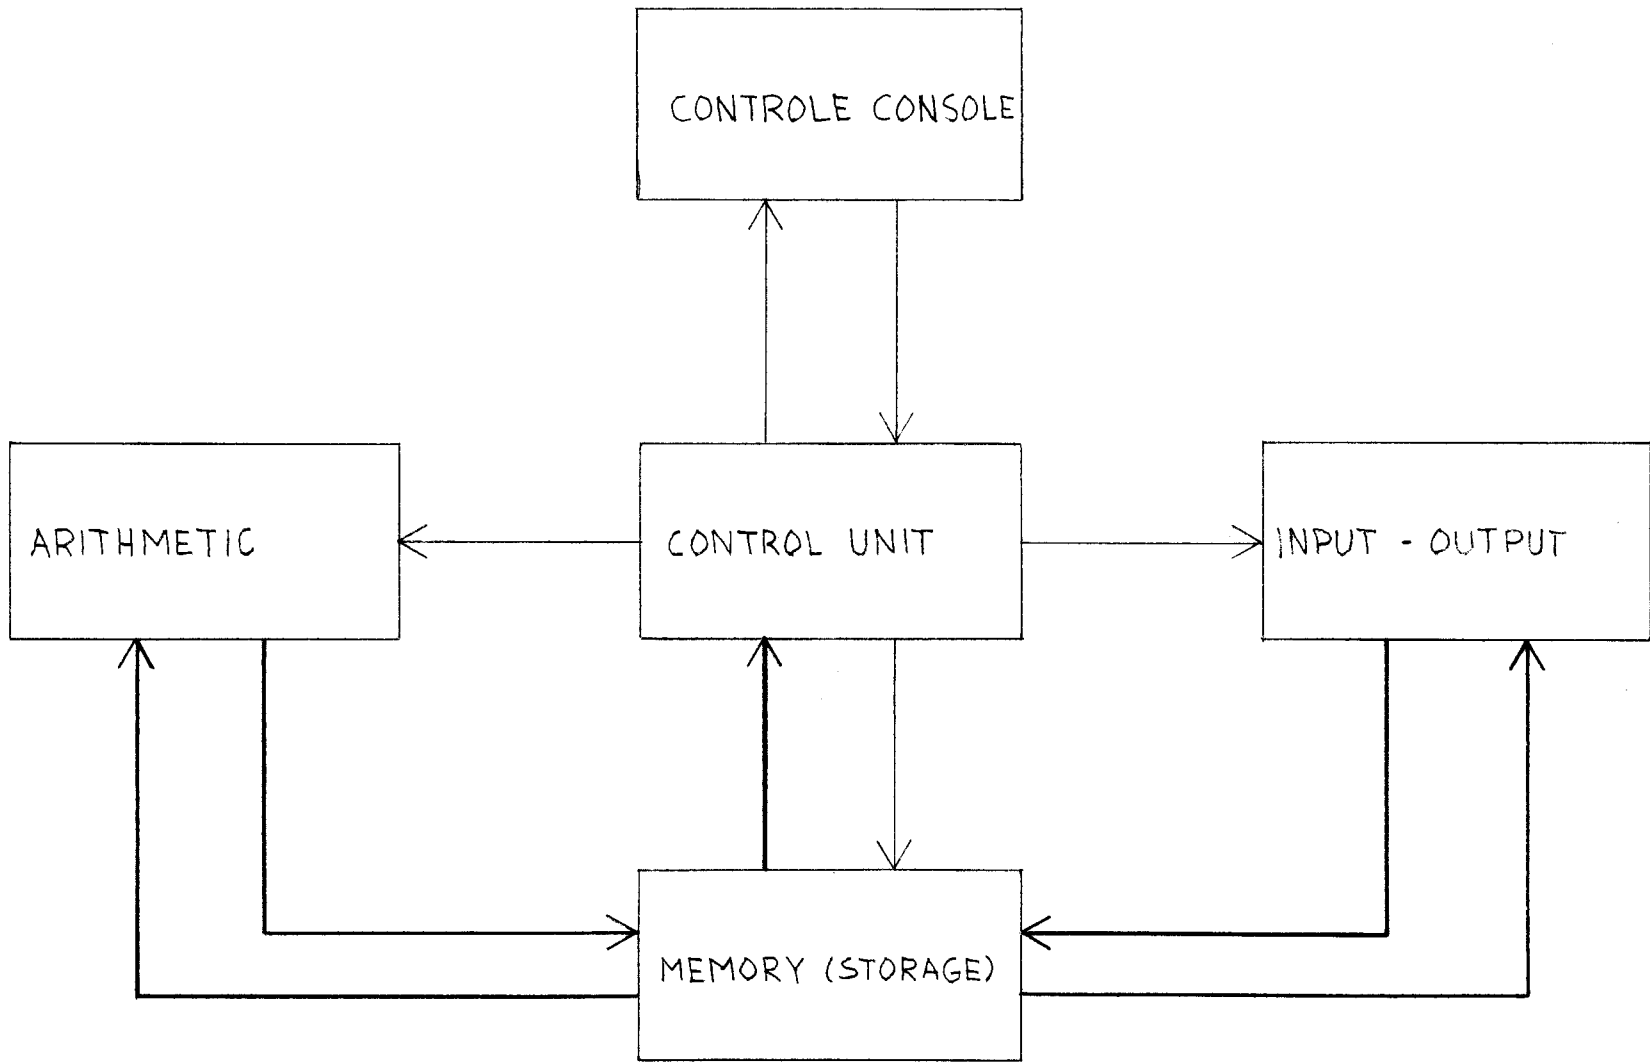 CONTROLE CONSOLE
ARITHMETIC
CONTROL UNIT
INPUT - OUTPUT
MEMORY (STORAGE)